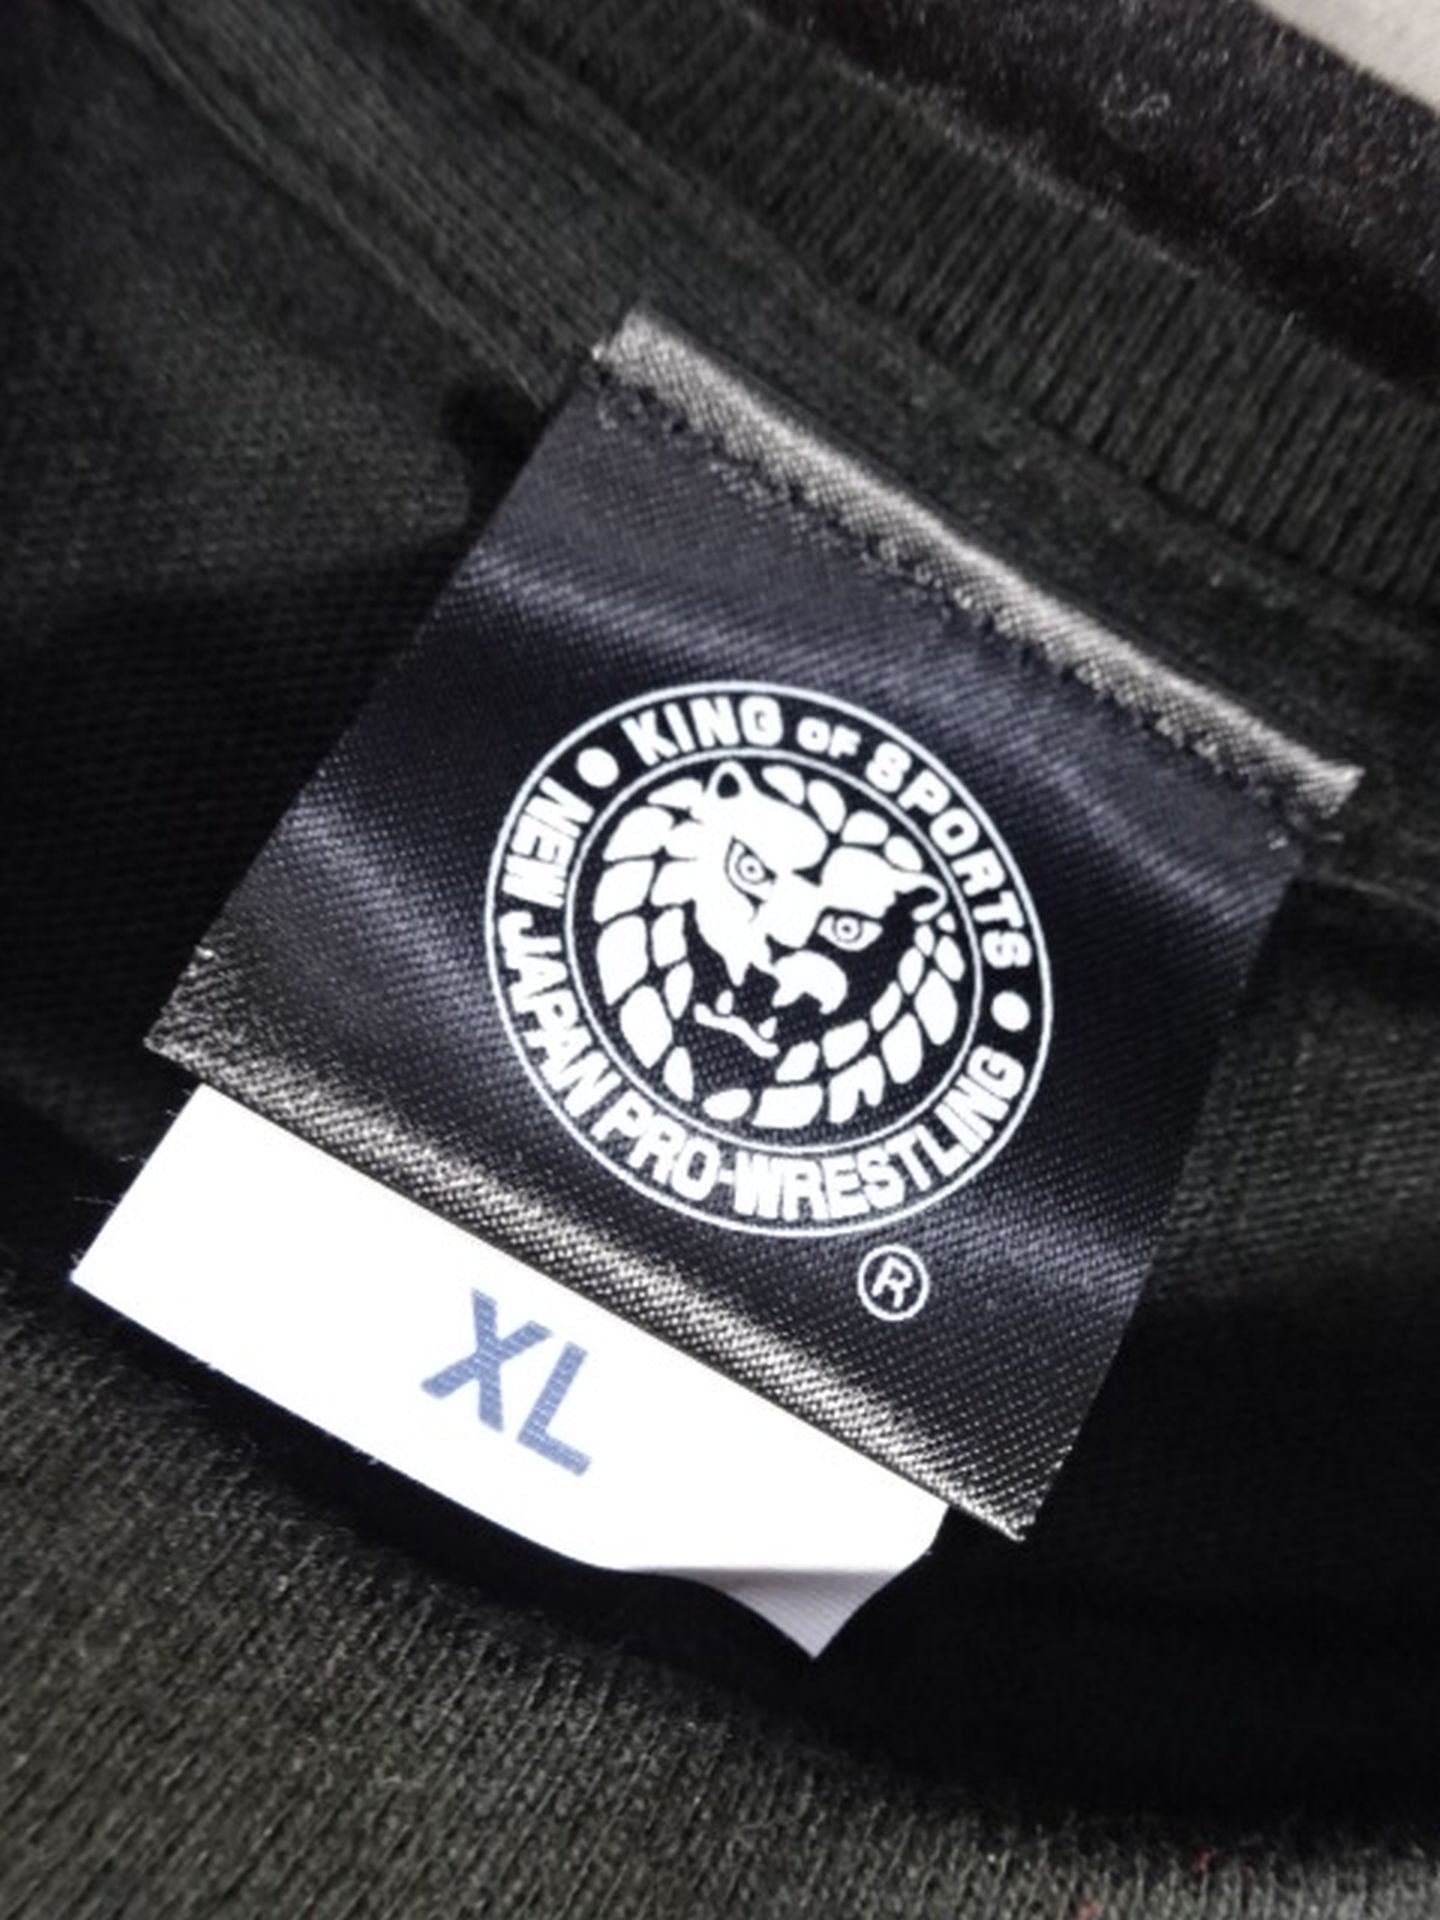 KING OF SPORTS
NEW JAPAN PRO-WRESTLING
®
XL